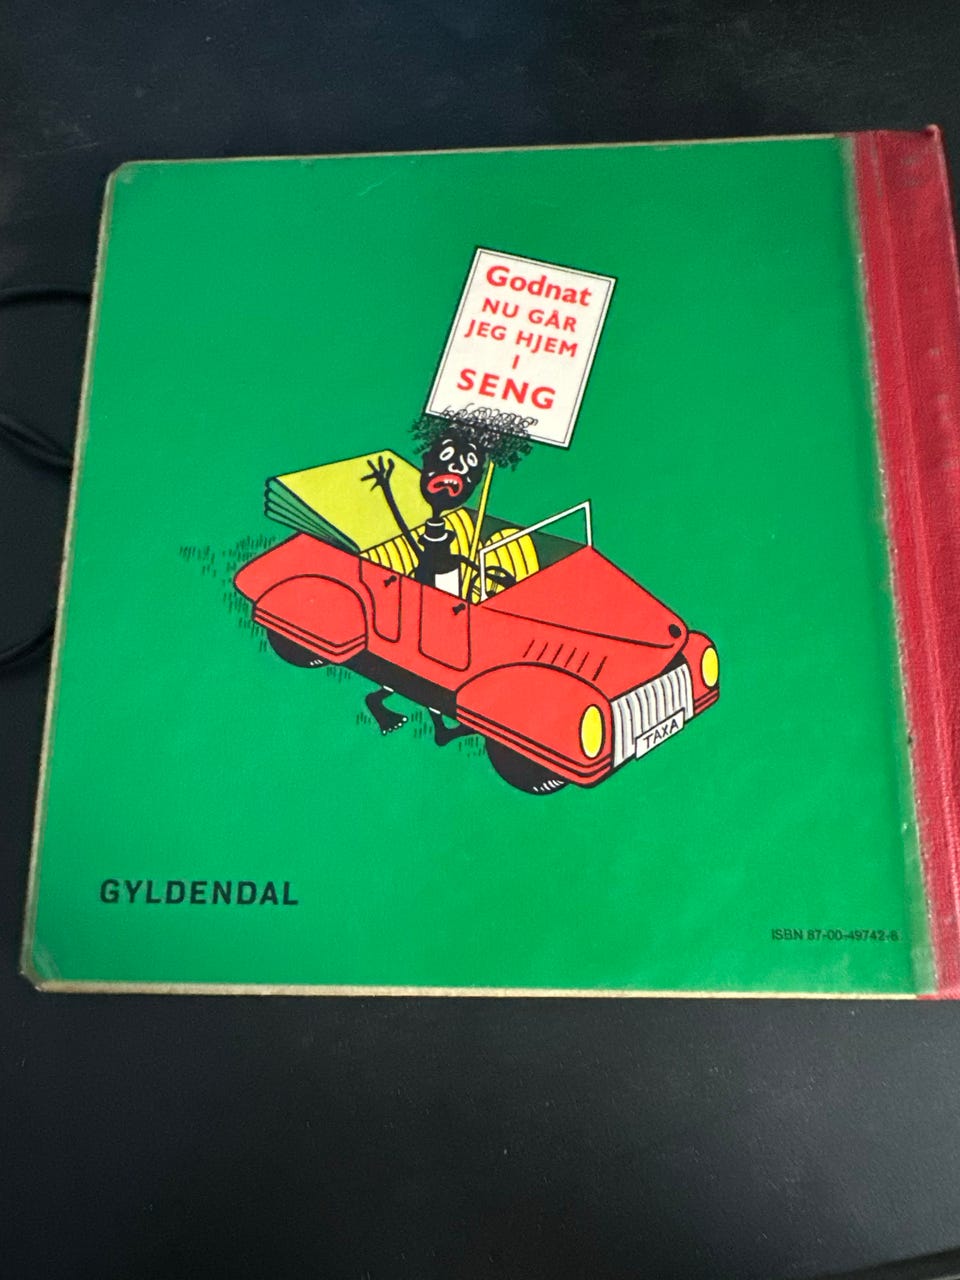 Godnat
NU GÅR
JEG HJEM
I
SENG
TAXA
GYLDENDAL
ISBN 87-00-49742-8